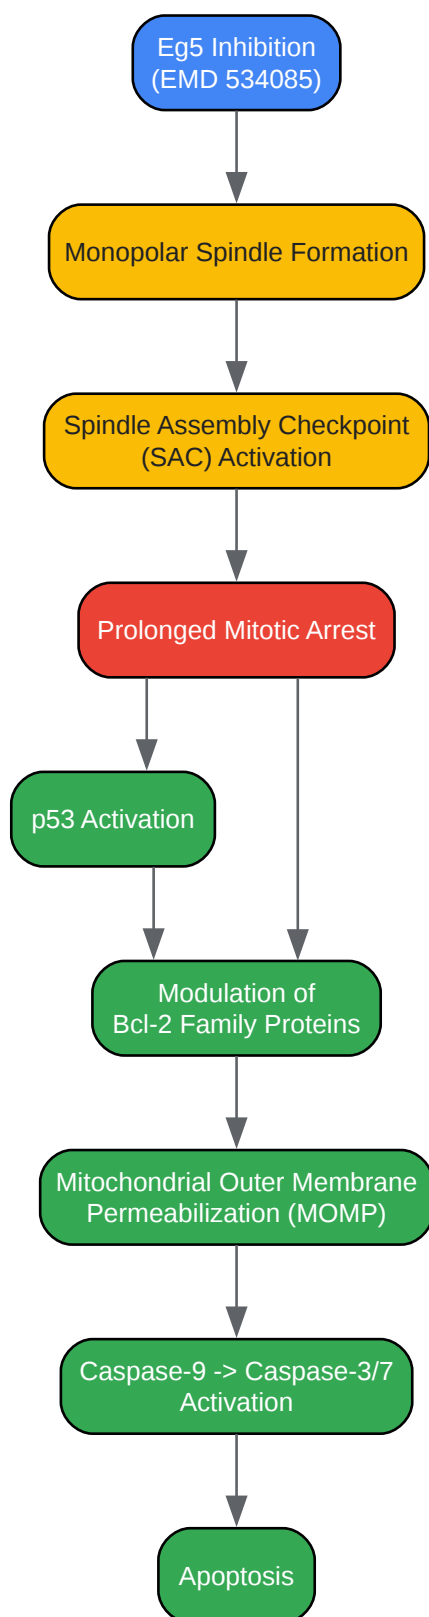 Eg5 Inhibition
(EMD 534085)
Monopolar Spindle Formation
Spindle Assembly Checkpoint
(SAC) Activation
Prolonged Mitotic Arrest
p53 Activation
Modulation of
Bcl-2 Family Proteins
Mitochondrial Outer Membrane
Permeabilization (MOMP)
Caspase-9 -> Caspase-3/7
Activation
Apoptosis